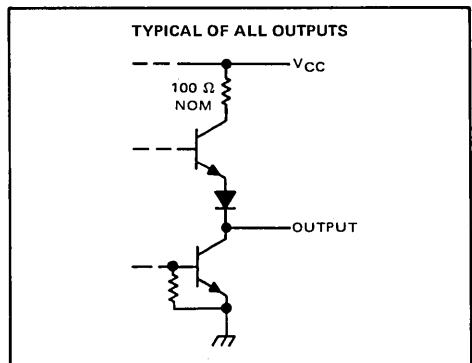 TYPICAL OF ALL OUTPUTS
VCC
100 Ω
NOM
OUTPUT